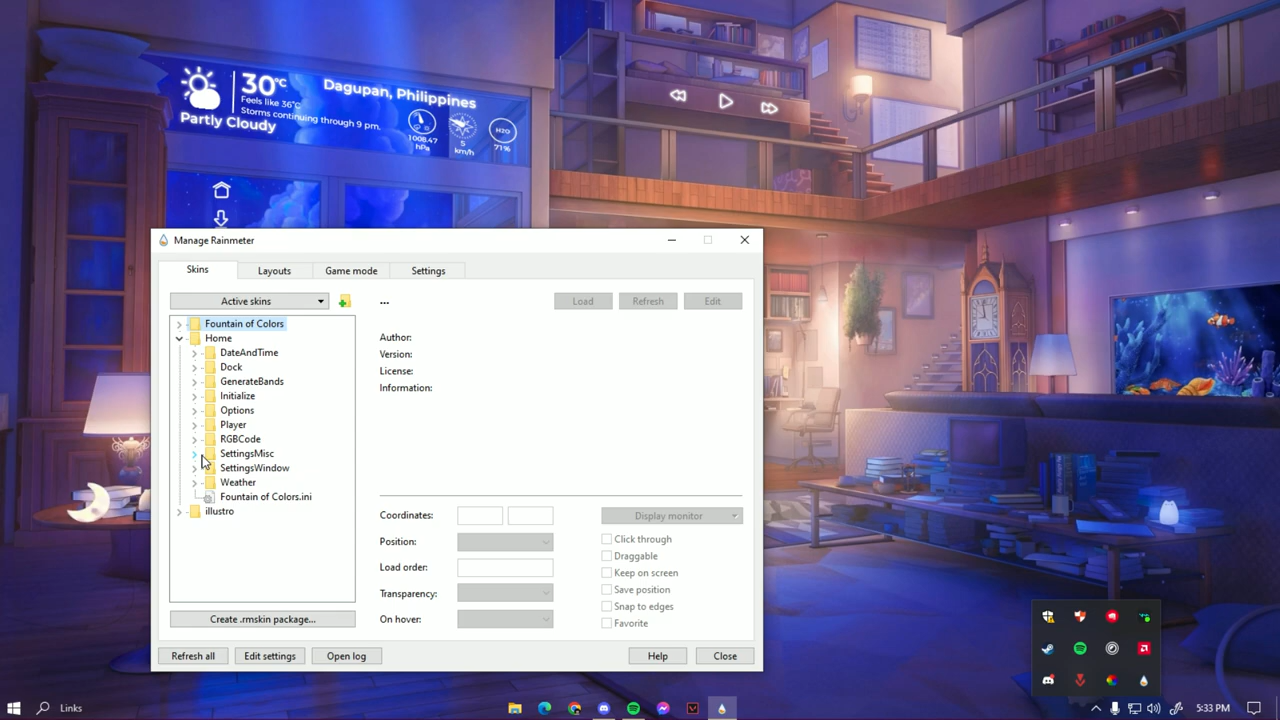 30°C
Feels like 36°C
Storms continuing through 9 pm.
Dagupan, Philippines
Partly Cloudy
1008.47
hPa
5
km/h
H2O
71%
Manage Rainmeter
Skins
Layouts
Game mode
Settings
Active skins
...
Load
Refresh
Edit
Fountain of Colors
Home
DateAndTime
Dock
GenerateBands
Initialize
Options
Player
RGBCode
SettingsMisc
SettingsWindow
Weather
Fountain of Colors.ini
illustro
Author:
Version:
License:
Information:
Coordinates:
Display monitor
Position:
Load order:
Transparency:
On hover:
Click through
Draggable
Keep on screen
Save position
Snap to edges
Favorite
Create .rmskin package...
Refresh all
Edit settings
Open log
Help
Close
Links
5:33 PM